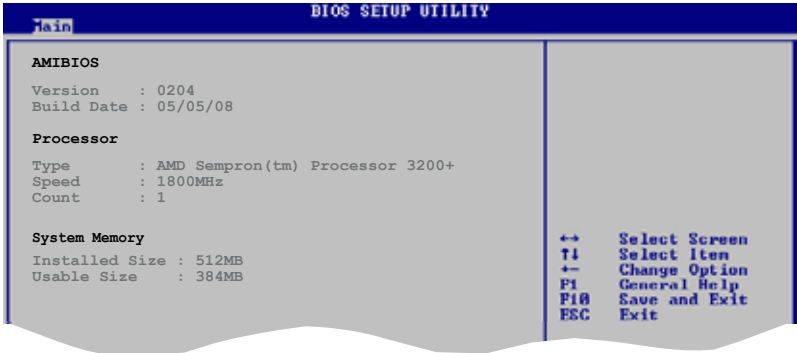 BIOS SETUP UTILITY
Main
AMIBIOS
Version : 0204
Build Date : 05/05/08
Processor
Type : AMD Sempron(tm) Processor 3200+
Speed : 1800MHz
Count : 1
System Memory
Installed Size : 512MB
Usable Size : 384MB
←→ Select Screen
↑↓ Select Item
+- Change Option
F1 General Help
F10 Save and Exit
ESC Exit